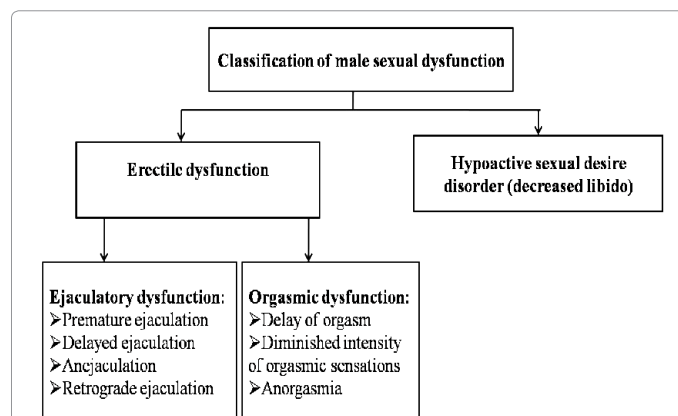 Classification of male sexual dysfunction
Erectile dysfunction
Hypoactive sexual desire
disorder (decreased libido)
Ejaculatory dysfunction:
➢Premature ejaculation
➢Delayed ejaculation
➢Anejaculation
➢Retrograde ejaculation
Orgasmic dysfunction:
➢Delay of orgasm
➢Diminished intensity
of orgasmic sensations
➢Anorgasmia